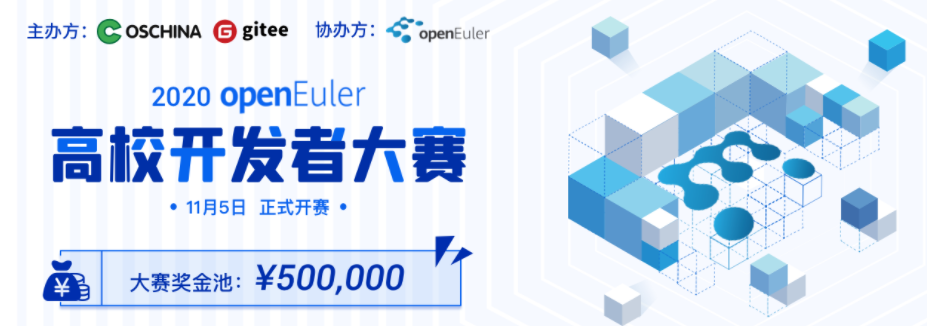 主办方： OSCHINA gitee 协办方： openEuler
2020 openEuler
高校开发者大赛
• 11月5日 正式开赛 •
¥ 大赛奖金池：¥500,000